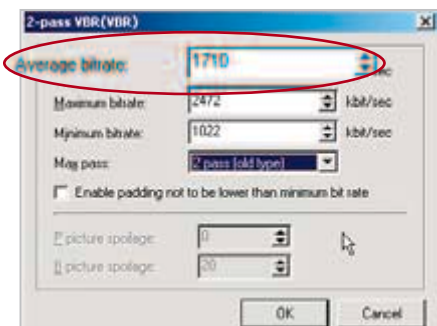 2-pass VBR(VBR)
Average bitrate: 1710 sec
Maximum bitrate: 2472 kbit/sec
Minimum bitrate: 1022 kbit/sec
Max pass: 2 pass (old type)
Enable padding not to be lower than minimum bit rate
P picture spoilage: 0
B picture spoilage: 20
OK Cancel